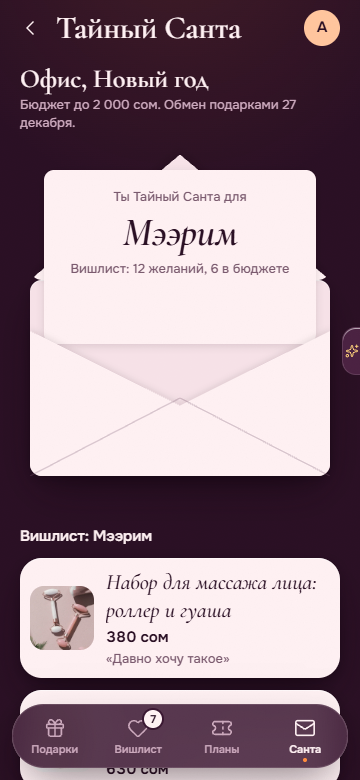 Тайный Санта
А
Офис, Новый год
Бюджет до 2 000 сом. Обмен подарками 27
декабря.
Ты Тайный Санта для
Мээрим
Вишлист: 12 желаний, 6 в бюджете
Вишлист: Мээрим
Набор для массажа лица:
роллер и гуаша
380 сом
«Давно хочу такое»
7
Подарки
Вишлист
Планы
Санта
630 сом